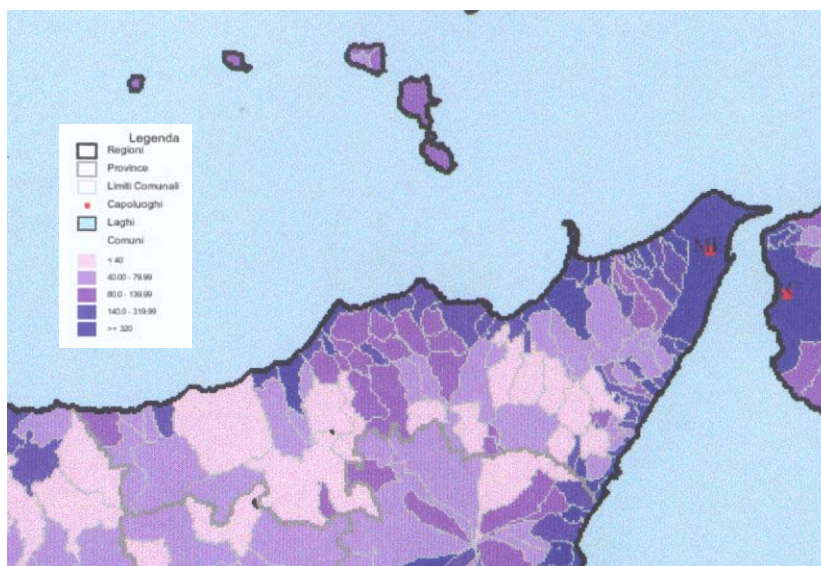 Legenda
Regioni
Province
Limiti Comunali
Capoluoghi
Laghi
Comuni
< 40
40.00 - 79.99
80.0 - 139.99
140.0 - 319.99
>= 320